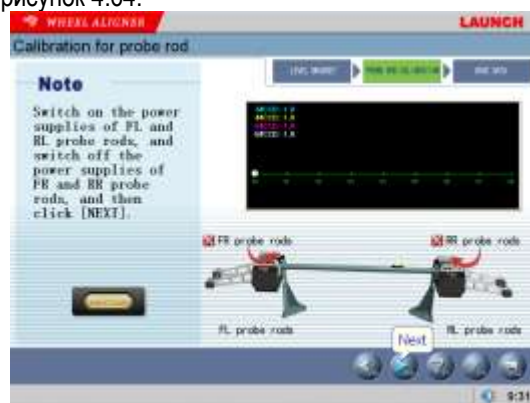 рисунок 4.64.
WHEEL ALIGNER
LAUNCH
Calibration for probe rod
Note
Switch on the power
supplies of FL and
RL probe rods, and
switch off the
power supplies of
FR and RR probe
rods, and then
click [NEXT].
FR probe rods
RR probe rods
FL probe rods
RL probe rods
Next
9:31